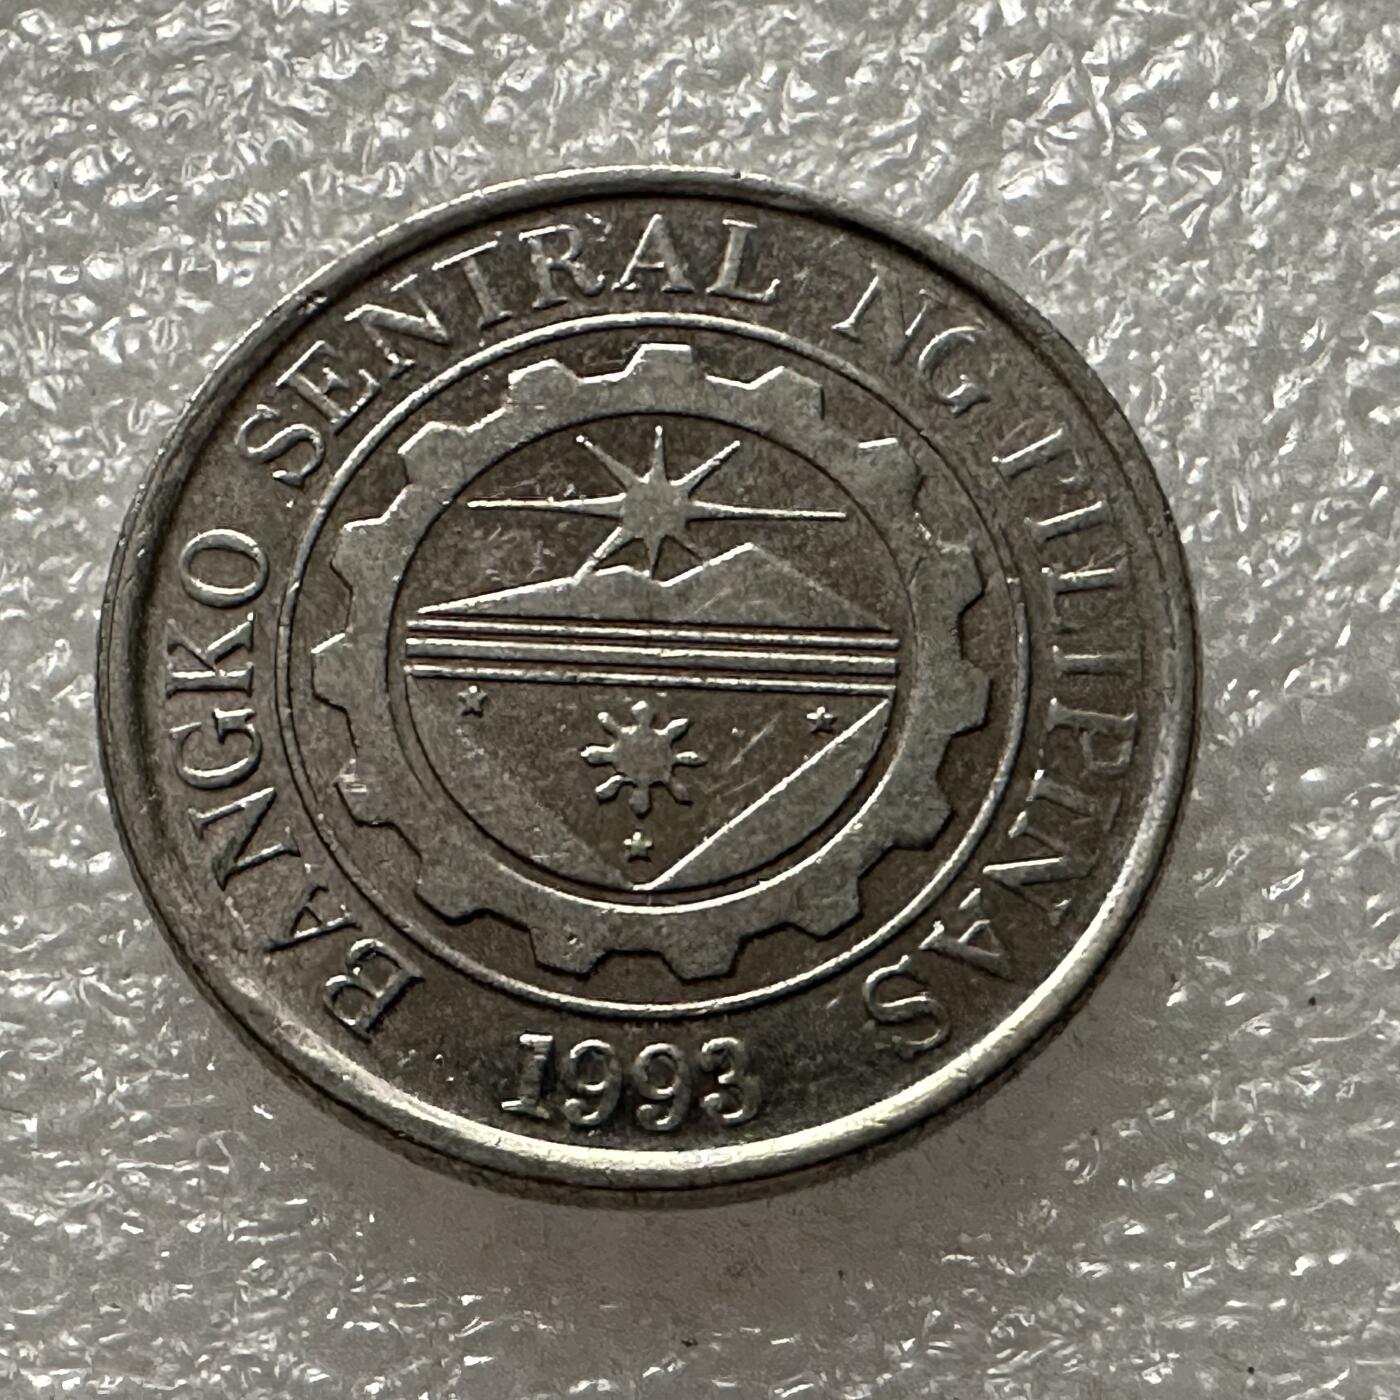 BANGKO SENTRAL NG PILIPINAS
1993